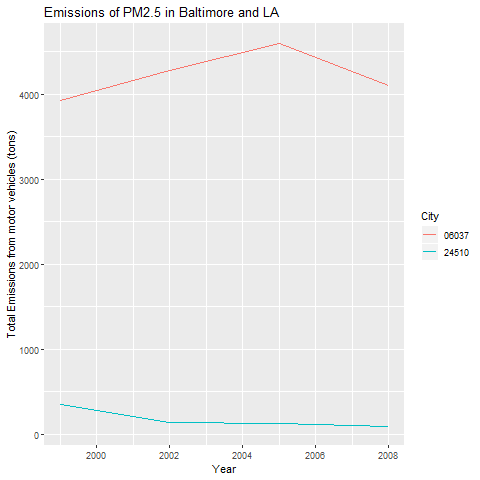 Emissions of PM2.5 in Baltimore and LA
Total Emissions from motor vehicles (tons)
4000
3000
2000
1000
0
2000 2002 2004 2006 2008
Year
City
06037
24510